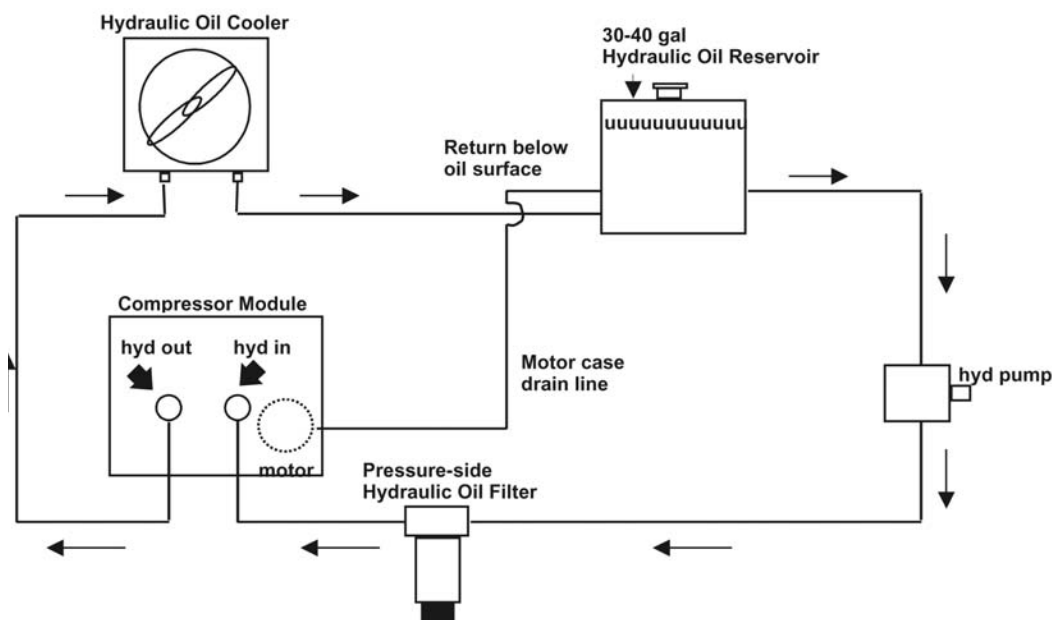 Hydraulic Oil Cooler
30-40 gal
Hydraulic Oil Reservoir
uuuuuuuuuuuuu
Return below
oil surface
Compressor Module
hyd out
hyd in
Motor case
drain line
hyd pump
motor
Pressure-side
Hydraulic Oil Filter